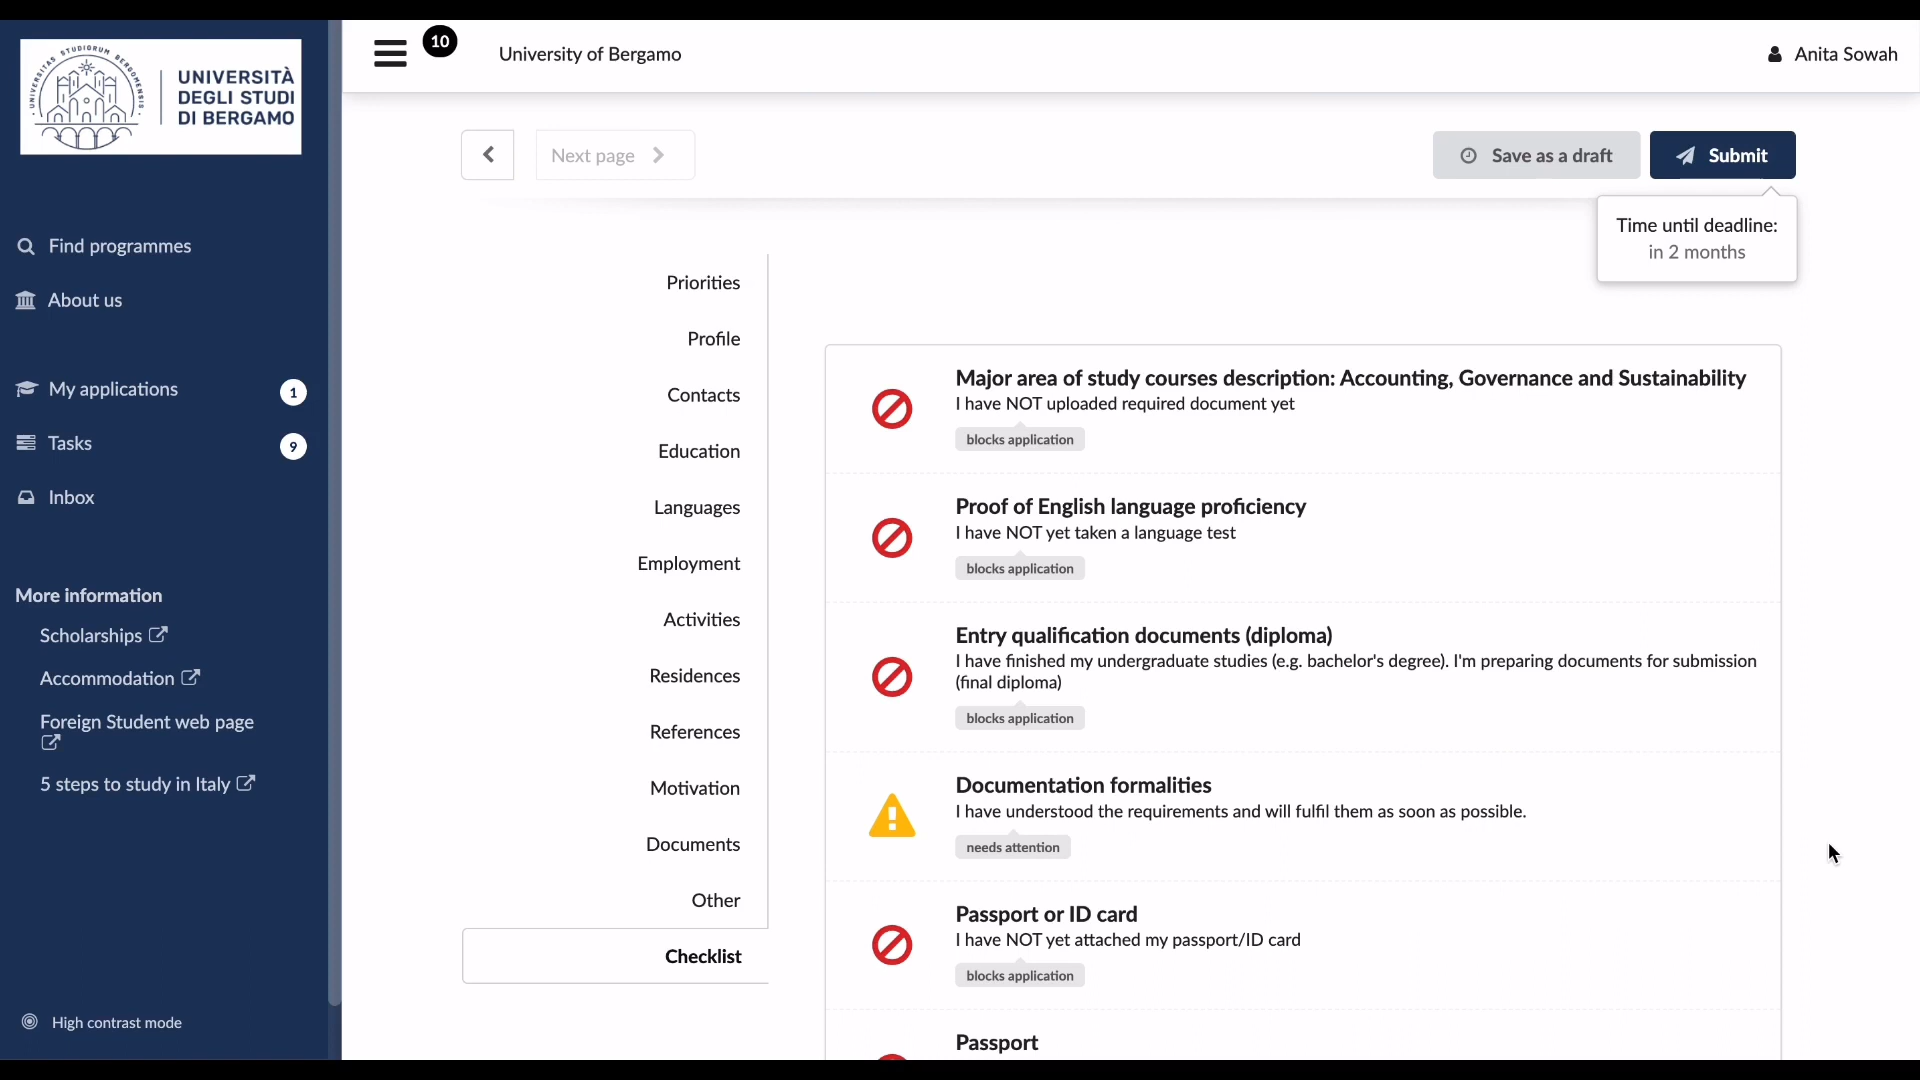 10
University of Bergamo
Anita Sowah
STUDIORUM
UNIVERSITAS
BERGOMENSIS
UNIVERSITÀ
DEGLI STUDI
DI BERGAMO
Next page
Save as a draft
Submit
Time until deadline:
in 2 months
Find programmes
About us
My applications
1
Tasks
9
Inbox
More information
Scholarships
Accommodation
Foreign Student web page
5 steps to study in Italy
High contrast mode
Priorities
Profile
Contacts
Education
Languages
Employment
Activities
Residences
References
Motivation
Documents
Other
Checklist
Major area of study courses description: Accounting, Governance and Sustainability
I have NOT uploaded required document yet
blocks application
Proof of English language proficiency
I have NOT yet taken a language test
blocks application
Entry qualification documents (diploma)
I have finished my undergraduate studies (e.g. bachelor's degree). I'm preparing documents for submission
(final diploma)
blocks application
Documentation formalities
I have understood the requirements and will fulfil them as soon as possible.
needs attention
Passport or ID card
I have NOT yet attached my passport/ID card
blocks application
Passport